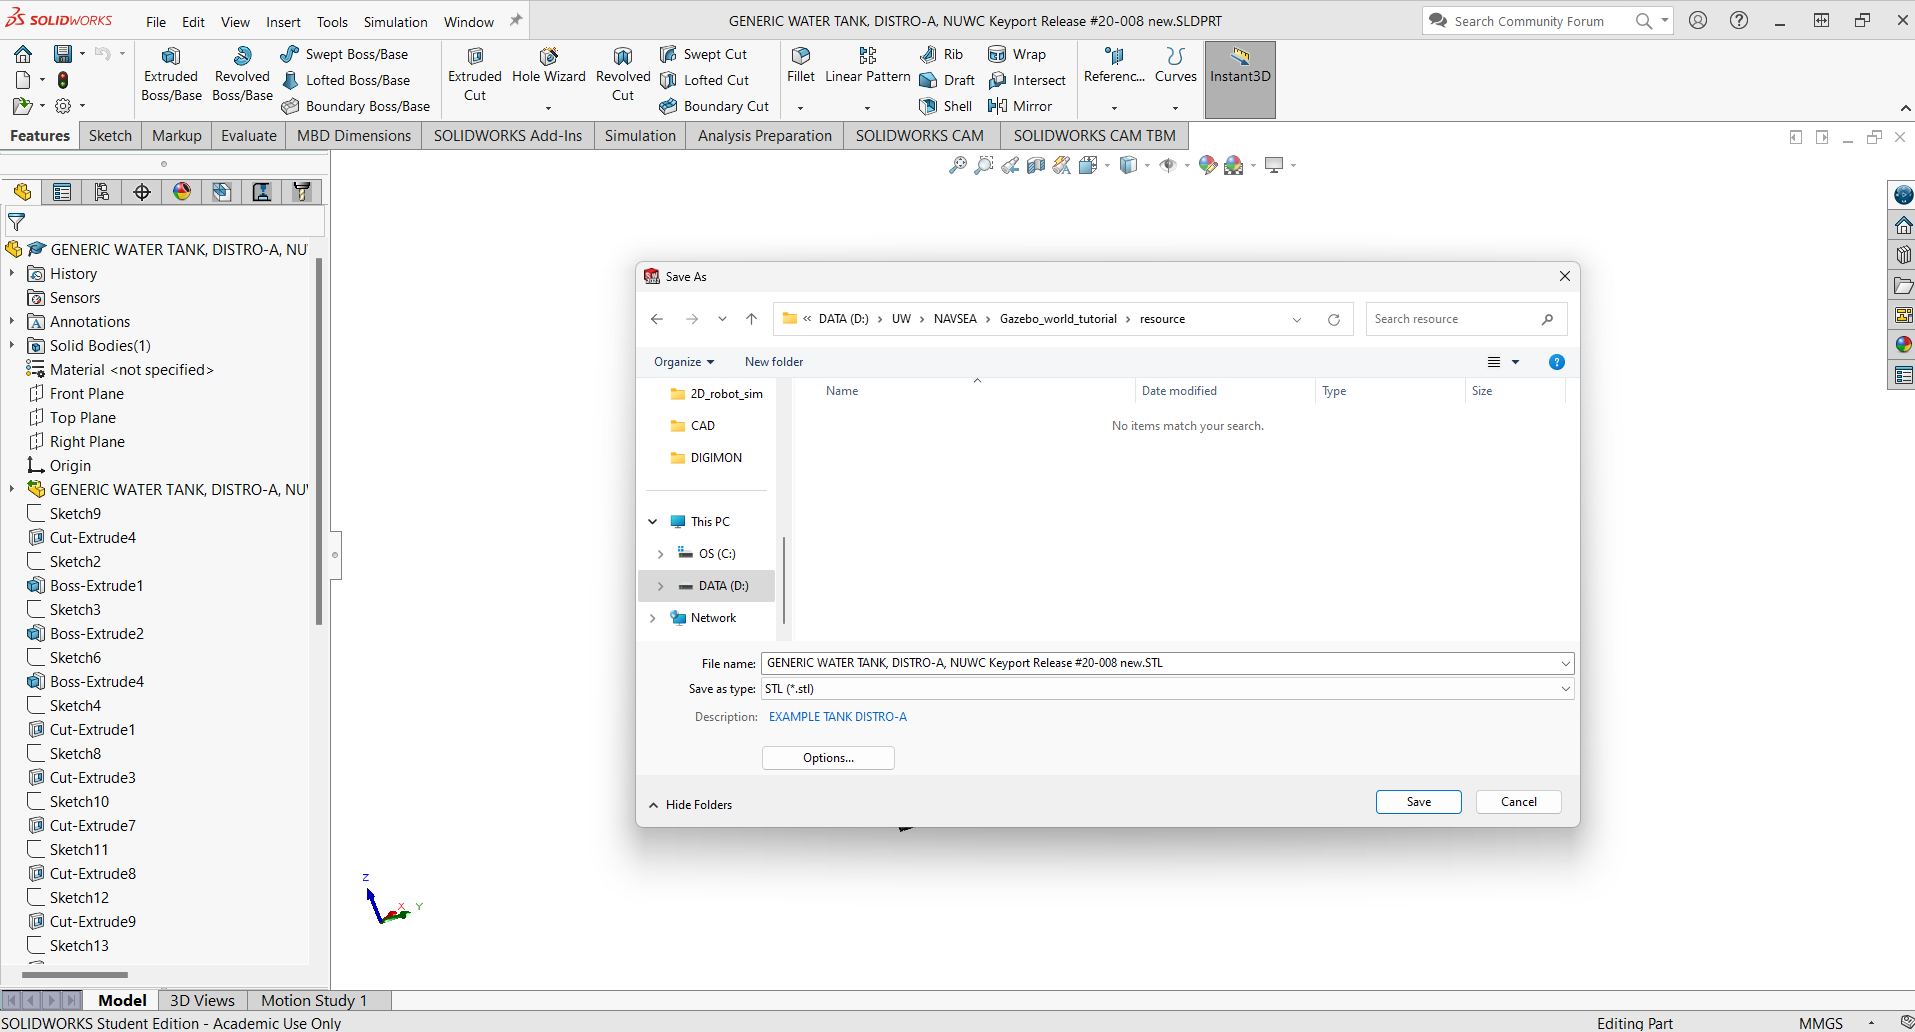 SOLIDWORKS File Edit View Insert Tools Simulation Window GENERIC WATER TANK, DISTRO-A, NUWC Keyport Release #20-008 new.SLDPRT Search Community Forum
Extruded Boss/Base
Revolved Boss/Base
Swept Boss/Base
Lofted Boss/Base
Boundary Boss/Base
Extruded Cut
Hole Wizard
Revolved Cut
Swept Cut
Lofted Cut
Boundary Cut
Fillet
Linear Pattern
Rib
Draft
Shell
Wrap
Intersect
Mirror
Referenc...
Curves
Instant3D
Features Sketch Markup Evaluate MBD Dimensions SOLIDWORKS Add-Ins Simulation Analysis Preparation SOLIDWORKS CAM SOLIDWORKS CAM TBM
GENERIC WATER TANK, DISTRO-A, NU
History
Sensors
Annotations
Solid Bodies(1)
Material <not specified>
Front Plane
Top Plane
Right Plane
Origin
GENERIC WATER TANK, DISTRO-A, NU
Sketch9
Cut-Extrude4
Sketch2
Boss-Extrude1
Sketch3
Boss-Extrude2
Sketch6
Boss-Extrude4
Sketch4
Cut-Extrude1
Sketch8
Cut-Extrude3
Sketch10
Cut-Extrude7
Sketch11
Cut-Extrude8
Sketch12
Cut-Extrude9
Sketch13
Save As
« DATA (D:) › UW › NAVSEA › Gazebo_world_tutorial › resource
Search resource
Organize New folder
2D_robot_sim
CAD
DIGIMON
This PC
OS (C:)
DATA (D:)
Network
Name Date modified Type Size
No items match your search.
File name: GENERIC WATER TANK, DISTRO-A, NUWC Keyport Release #20-008 new.STL
Save as type: STL (*.stl)
Description: EXAMPLE TANK DISTRO-A
Options...
Hide Folders Save Cancel
Z
X Y
Model 3D Views Motion Study 1
SOLIDWORKS Student Edition - Academic Use Only Editing Part MMGS